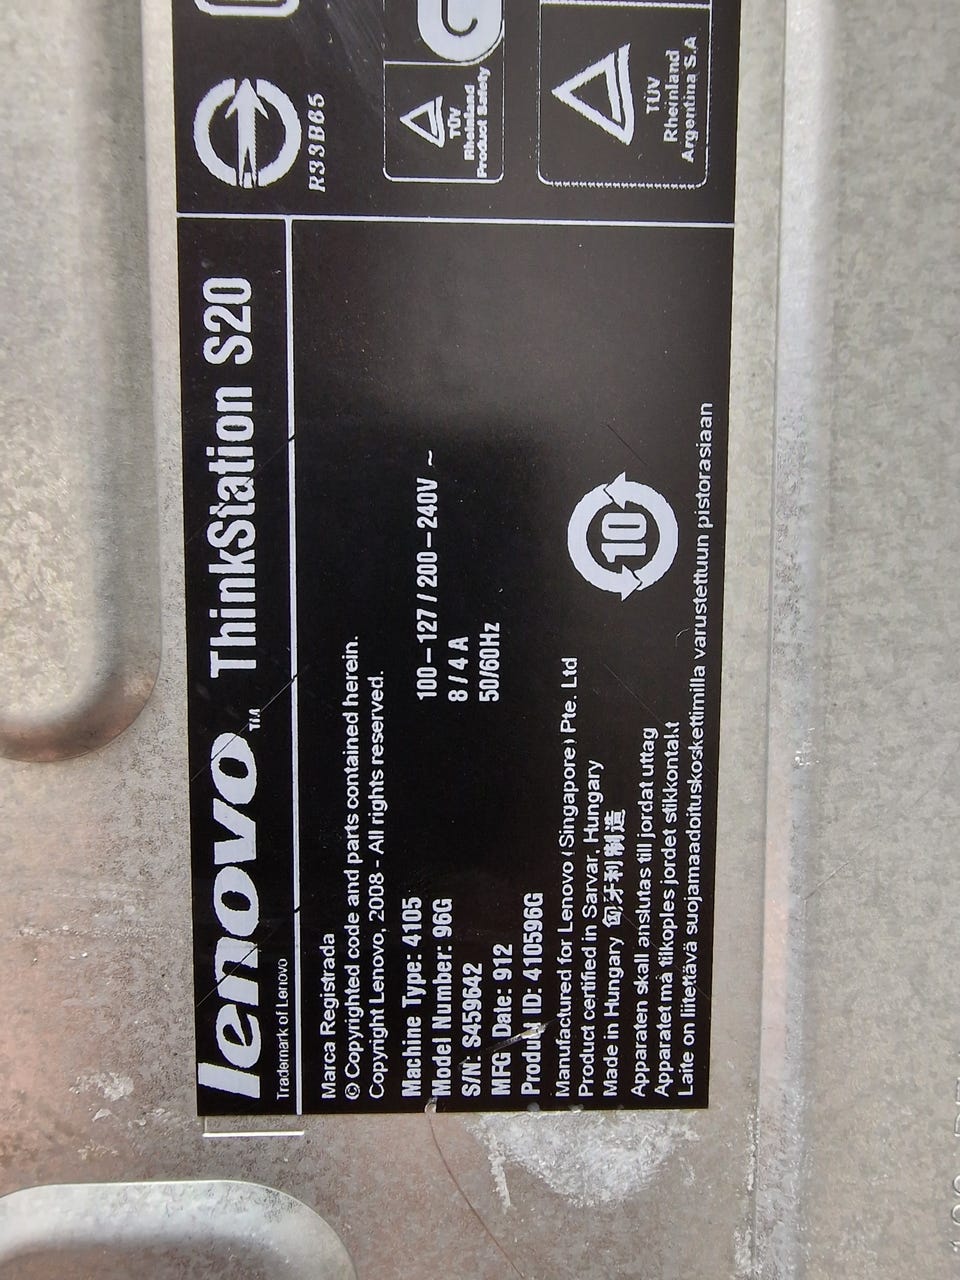 lenovo TM ThinkStation S20
Trademark of Lenovo
Marca Registrada
© Copyrighted code and parts contained herein.
Copyright Lenovo, 2008 - All rights reserved.
100–127 / 200–240V ~
8 / 4 A
50/60Hz
Machine Type: 4105
Model Number: 96G
S/N: S459642
MFG Date: 912
Product ID: 410596G
Manufactured for Lenovo (Singapore) Pte. Ltd
Product certified in Sarvar, Hungary
Made in Hungary 匈牙利制造
10
Apparaten skall anslutas till jordat uttag
Apparatet må tilkoples jordet stikkontakt
Laite on liitettävä suojamaadoituskoskettimilla varustettuun pistorasiaan
R33B65
TÜV
Rheinland
Product Safety
G
TÜV
Rheinland
Argentina S.A